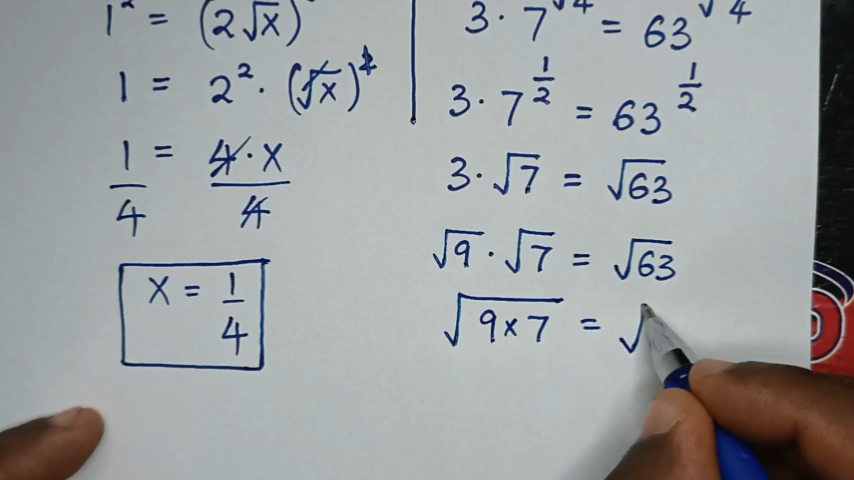 1² = (2√x)
1 = 2² · (√x)²
1/4 = 4·x/4
x = 1/4
3 · 7^√4 = 63^√4
3 · 7^1/2 = 63^1/2
3 · √7 = √63
√9 · √7 = √63
√9×7 = √